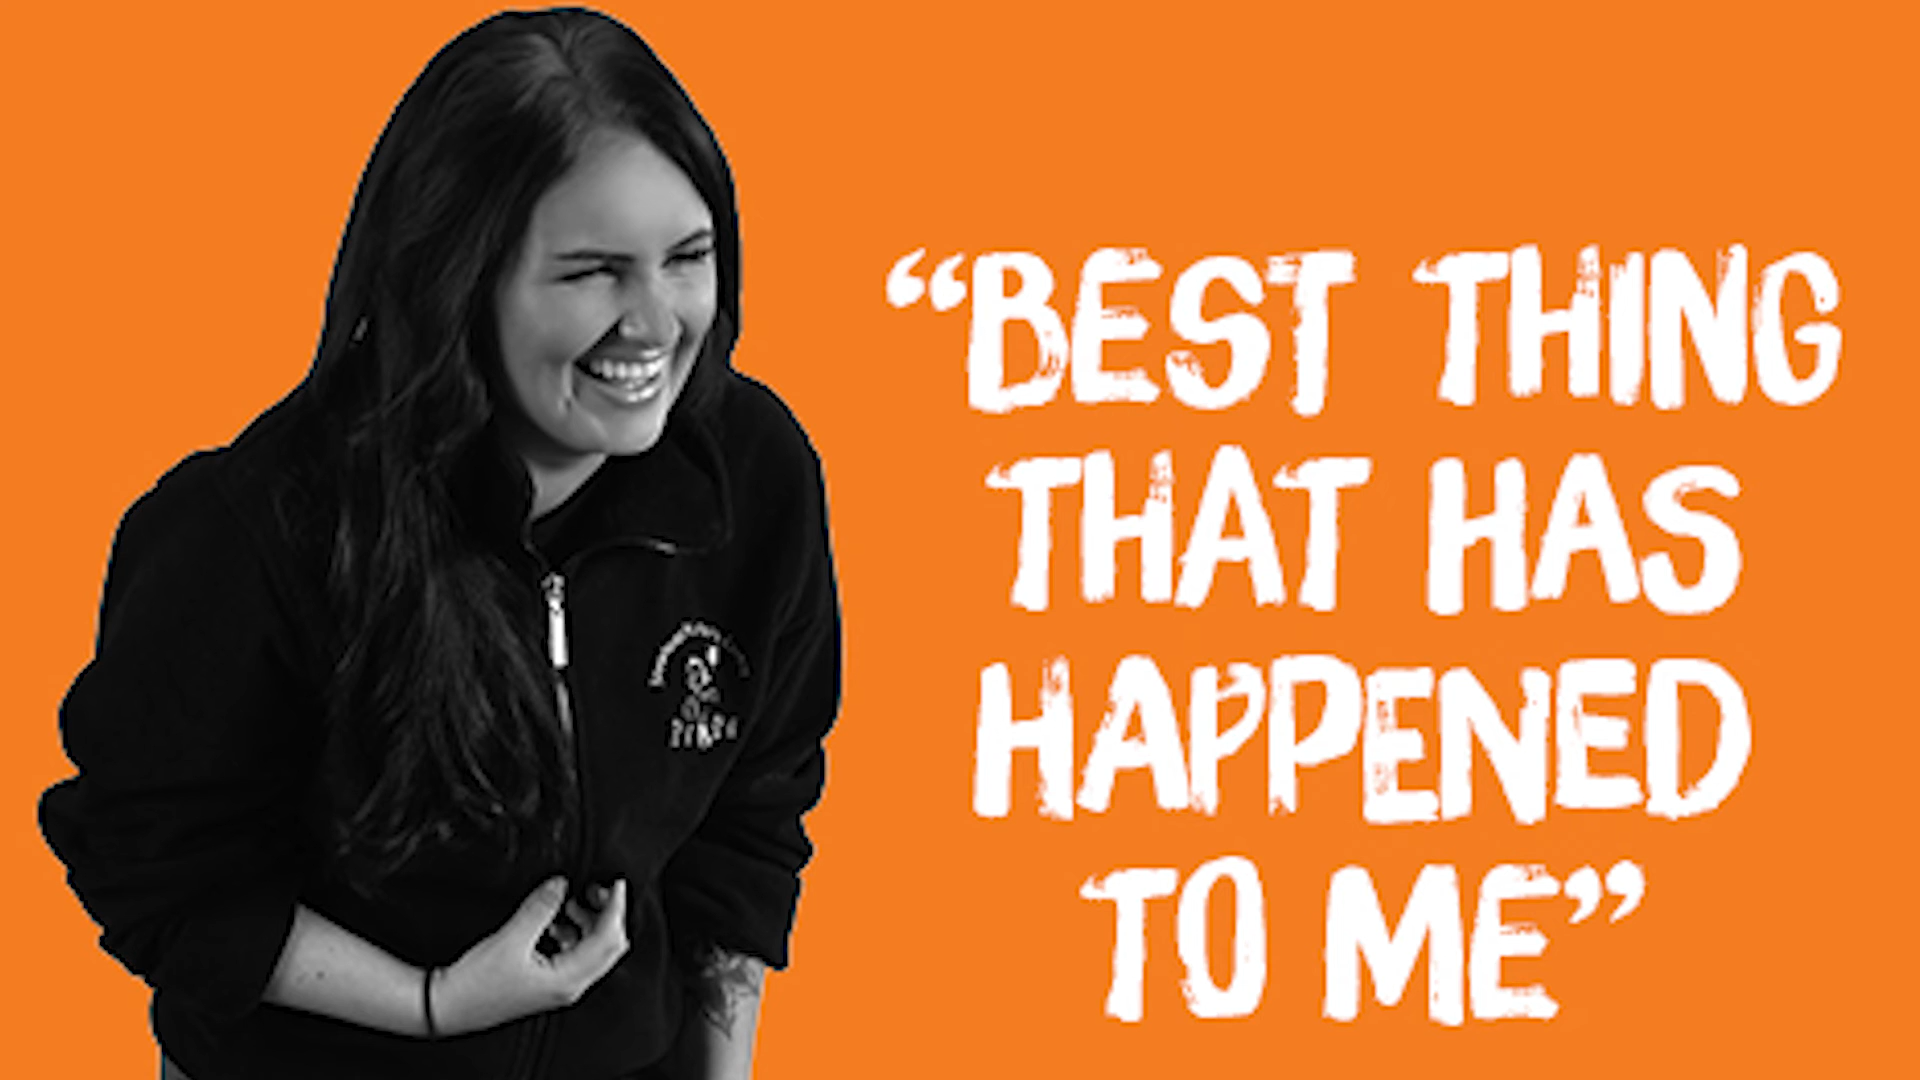 “BEST THING
THAT HAS
HAPPENED
TO ME”